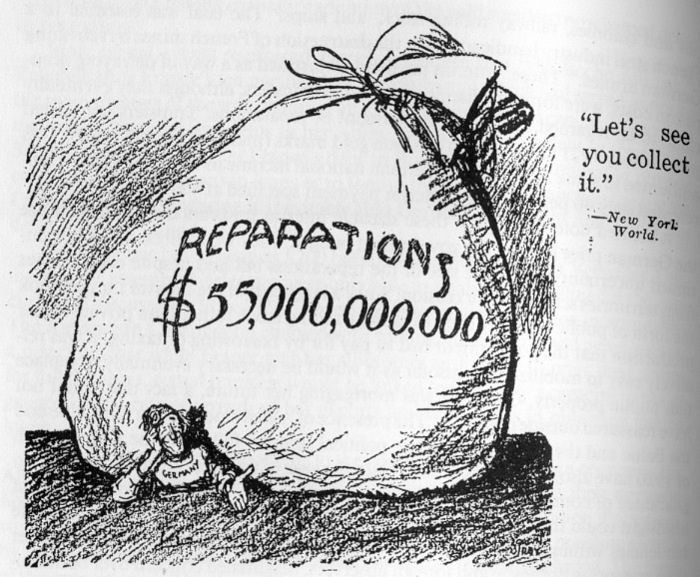 REPARATIONS
$55,000,000,000
GERMANY
"Let's see
you collect
it."
—New York
World.